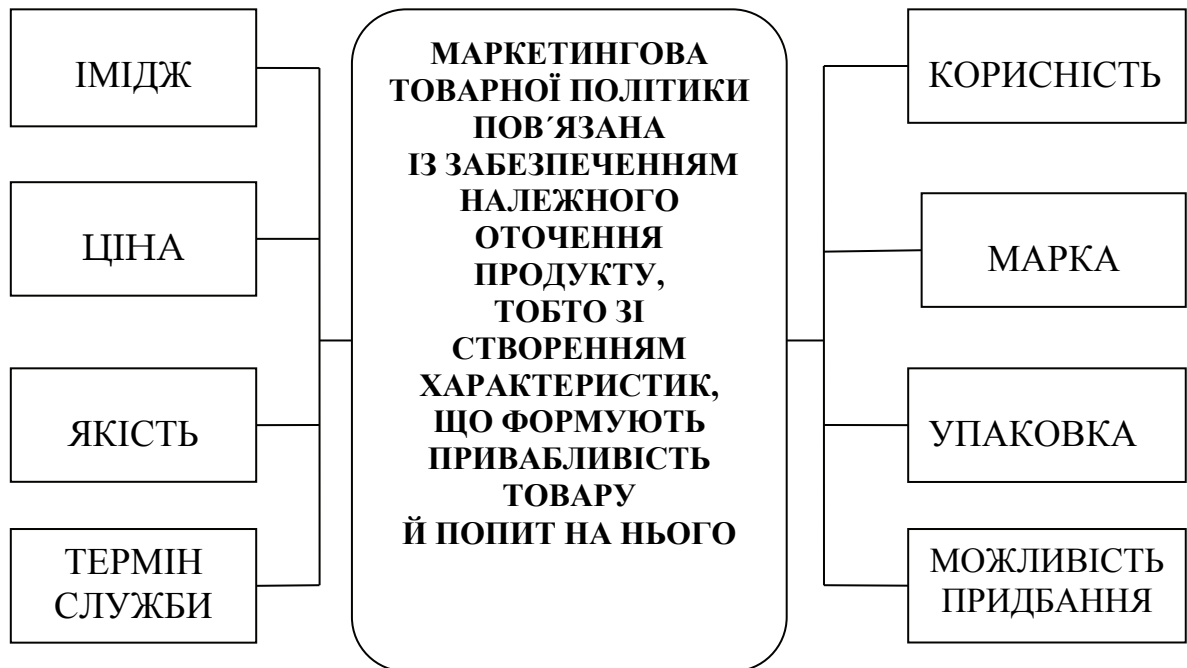 ІМІДЖ
ЦІНА
ЯКІСТЬ
ТЕРМІН
СЛУЖБИ
МАРКЕТИНГОВА
ТОВАРНОЇ ПОЛІТИКИ
ПОВ´ЯЗАНА
ІЗ ЗАБЕЗПЕЧЕННЯМ
НАЛЕЖНОГО
ОТОЧЕННЯ
ПРОДУКТУ,
ТОБТО ЗІ
СТВОРЕННЯМ
ХАРАКТЕРИСТИК,
ЩО ФОРМУЮТЬ
ПРИВАБЛИВІСТЬ
ТОВАРУ
Й ПОПИТ НА НЬОГО
КОРИСНІСТЬ
МАРКА
УПАКОВКА
МОЖЛИВІСТЬ
ПРИДБАННЯ